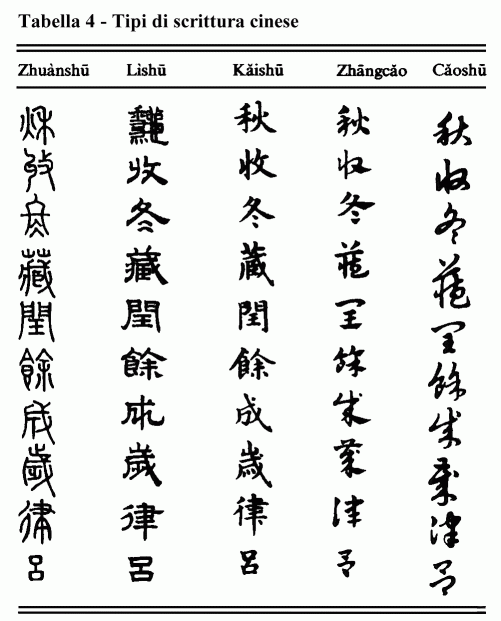 Tabella 4 - Tipi di scrittura cinese
Zhuànshū Lìshū Kǎishū Zhāngcǎo Cǎoshū
秌 秋 秋 秋
收 收 收 收 收
冬 冬 冬 冬 冬
藏 藏 藏 藏 藏
閏 閏 閏 閏 閏
餘 餘 餘 餘 餘
成 成 成 成 成
歲 歲 歲 歲 歲
律 律 律 律 律
呂 呂 呂 呂 呂